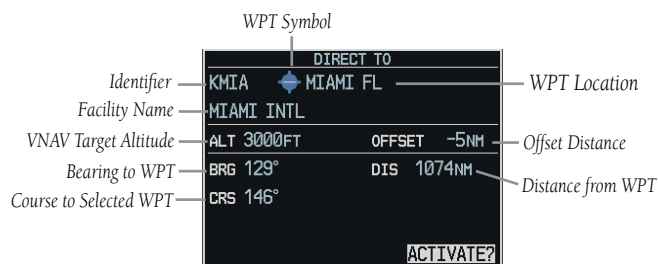 WPT Symbol
DIRECT TO
Identifier KMIA MIAMI FL WPT Location
Facility Name MIAMI INTL
VNAV Target Altitude ALT 3000FT OFFSET -5NM Offset Distance
Bearing to WPT BRG 129° DIS 1074NM Distance from WPT
Course to Selected WPT CRS 146°
ACTIVATE?